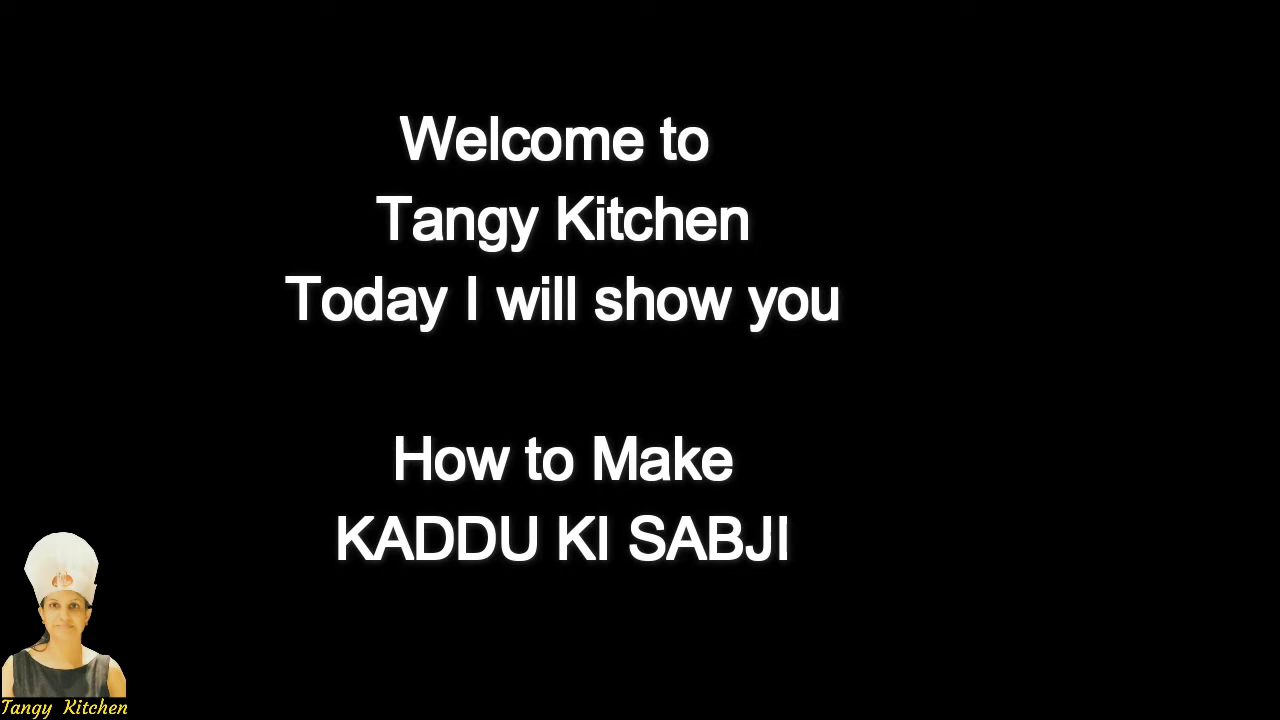 Welcome to
Tangy Kitchen
Today I will show you
How to Make
KADDU KI SABJI
Tangy Kitchen